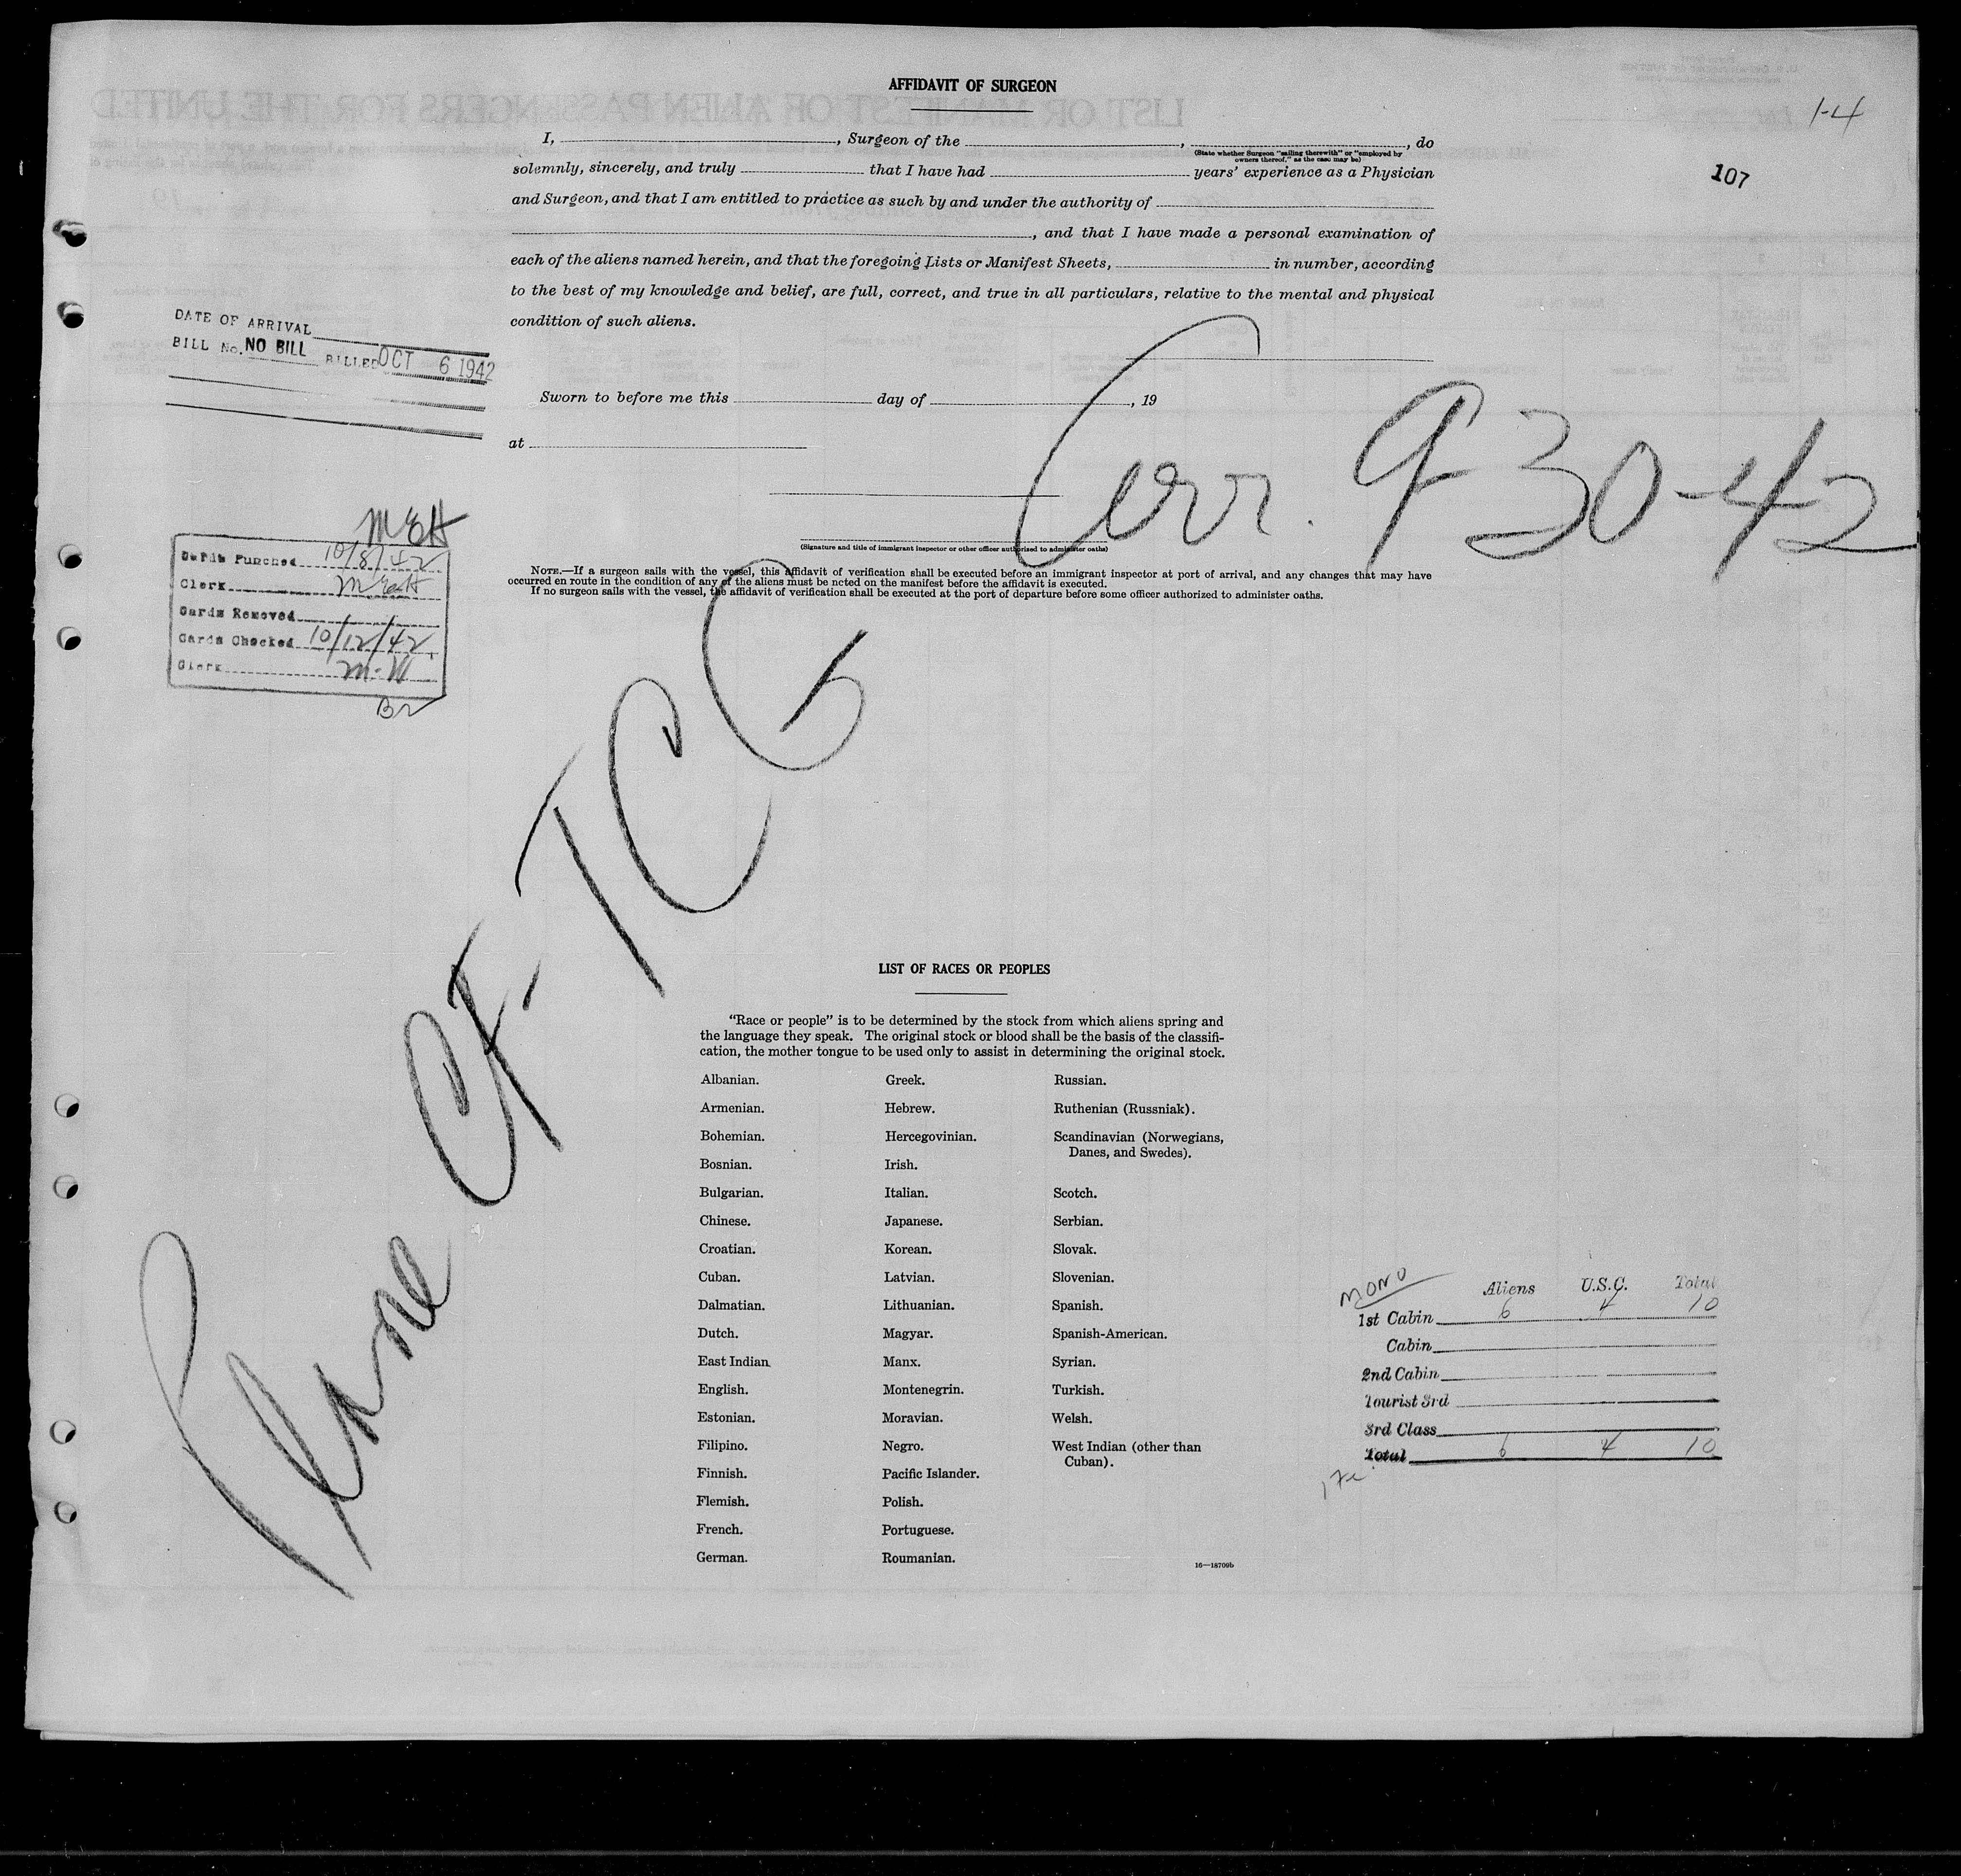 AFFIDAVIT OF SURGEON
1-4
107
I, , Surgeon of the , , do
(State whether Surgeon "sailing therewith" or "employed by
owners thereof," as the case may be)
solemnly, sincerely, and truly that I have had years' experience as a Physician
and Surgeon, and that I am entitled to practice as such by and under the authority of
, and that I have made a personal examination of
each of the aliens named herein, and that the foregoing Lists or Manifest Sheets, in number, according
to the best of my knowledge and belief, are full, correct, and true in all particulars, relative to the mental and physical
condition of such aliens.
DATE OF ARRIVAL
BILL No. NO BILL BILLED OCT 6 1942
Sworn to before me this day of , 19
at
9-30-42
(Signature and title of immigrant inspector or other officer authorized to administer oaths)
NOTE.—If a surgeon sails with the vessel, this affidavit of verification shall be executed before an immigrant inspector at port of arrival, and any changes that may have
occurred en route in the condition of any of the aliens must be noted on the manifest before the affidavit is executed.
If no surgeon sails with the vessel, the affidavit of verification shall be executed at the port of departure before some officer authorized to administer oaths.
Cards Punched 10/8/42
Clerk
Cards Removed
Cards Checked 10/12/42
Clerk
Plane CF-TCG
LIST OF RACES OR PEOPLES
"Race or people" is to be determined by the stock from which aliens spring and
the language they speak. The original stock or blood shall be the basis of the classifi-
cation, the mother tongue to be used only to assist in determining the original stock.
Albanian.
Armenian.
Bohemian.
Bosnian.
Bulgarian.
Chinese.
Croatian.
Cuban.
Dalmatian.
Dutch.
East Indian
English.
Estonian.
Filipino.
Finnish.
Flemish.
French.
German.
Greek.
Hebrew.
Hercegovinian.
Irish.
Italian.
Japanese.
Korean.
Latvian.
Lithuanian.
Magyar.
Manx.
Montenegrin.
Moravian.
Negro.
Pacific Islander.
Polish.
Portuguese.
Roumanian.
Russian.
Ruthenian (Russniak).
Scandinavian (Norwegians,
Danes, and Swedes).
Scotch.
Serbian.
Slovak.
Slovenian.
Spanish.
Spanish-American.
Syrian.
Turkish.
Welsh.
West Indian (other than
Cuban).
16—18709b
MONO
Aliens U.S.C. Total
1st Cabin 6 4 10
Cabin
2nd Cabin
Tourist 3rd
3rd Class
Total 6 4 10